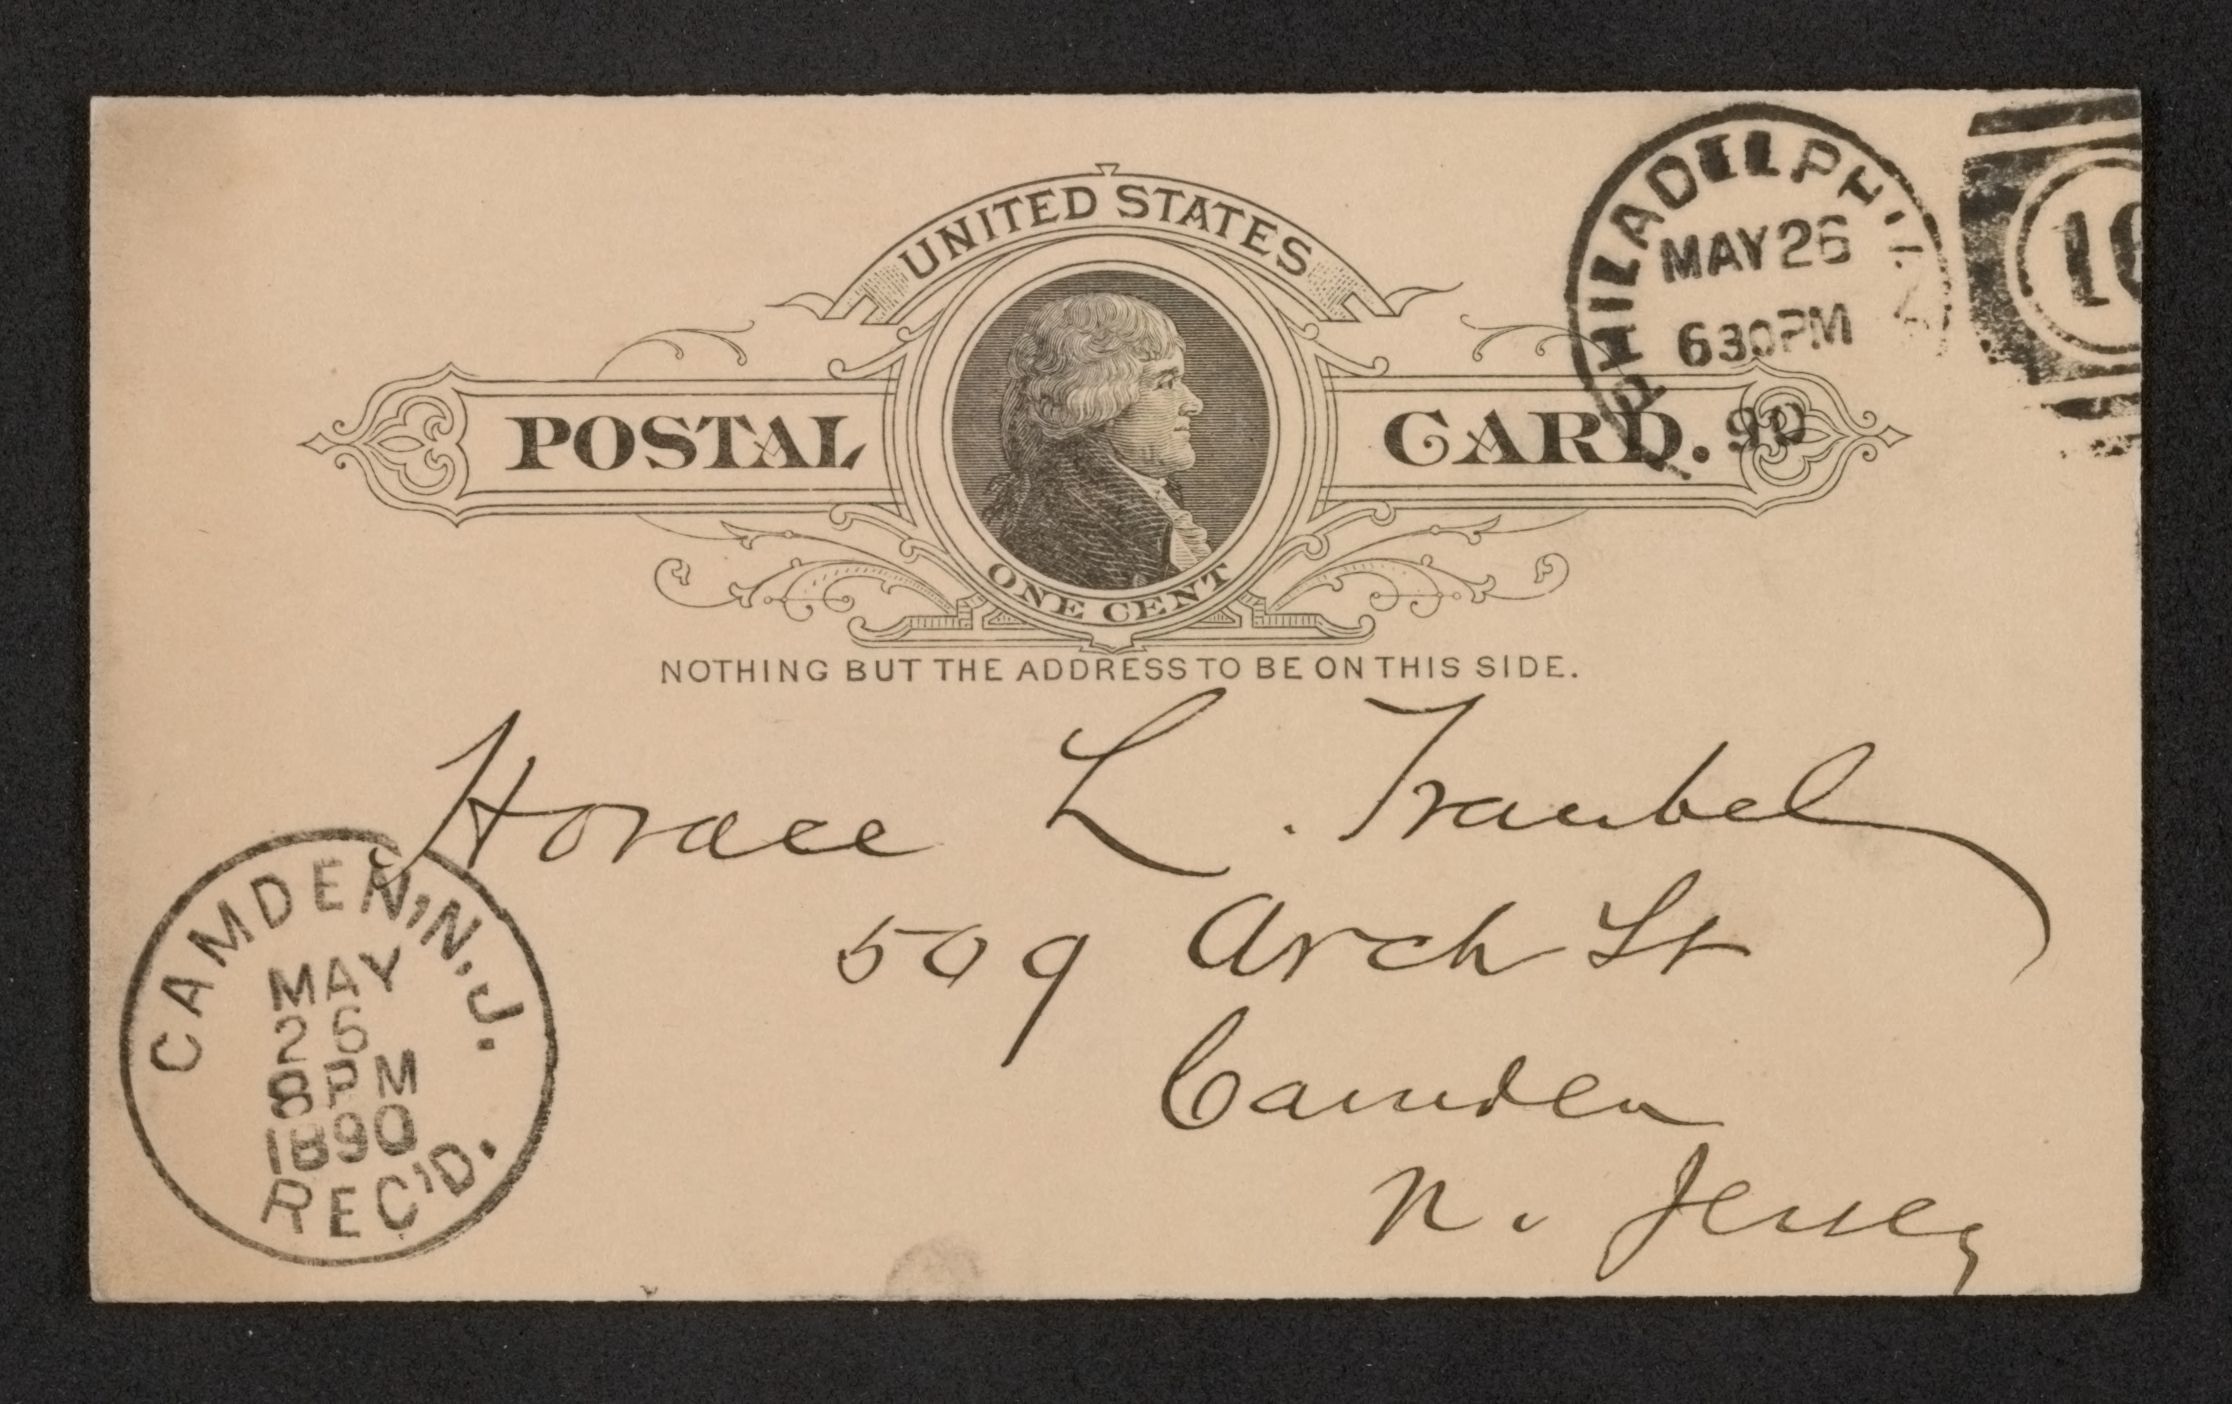 UNITED STATES
POSTAL CARD.
ONE CENT
NOTHING BUT THE ADDRESS TO BE ON THIS SIDE.
PHILADELPHIA
MAY 26
630PM
90
16
Horace L. Traubel
509 Arch St
Camden
N. Jersey
CAMDEN, N.J.
MAY
26
8PM
1890
REC'D.